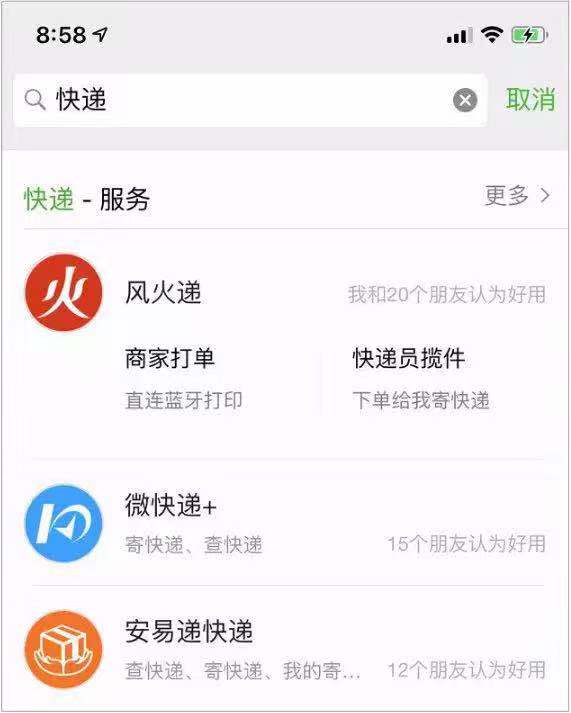 8:58
快递
取消
快递 - 服务
更多
火
风火递
我和20个朋友认为好用
商家打单
快递员揽件
直连蓝牙打印
下单给我寄快递
微快递+
寄快递、查快递
15个朋友认为好用
安易递快递
查快递、寄快递、我的寄...
12个朋友认为好用